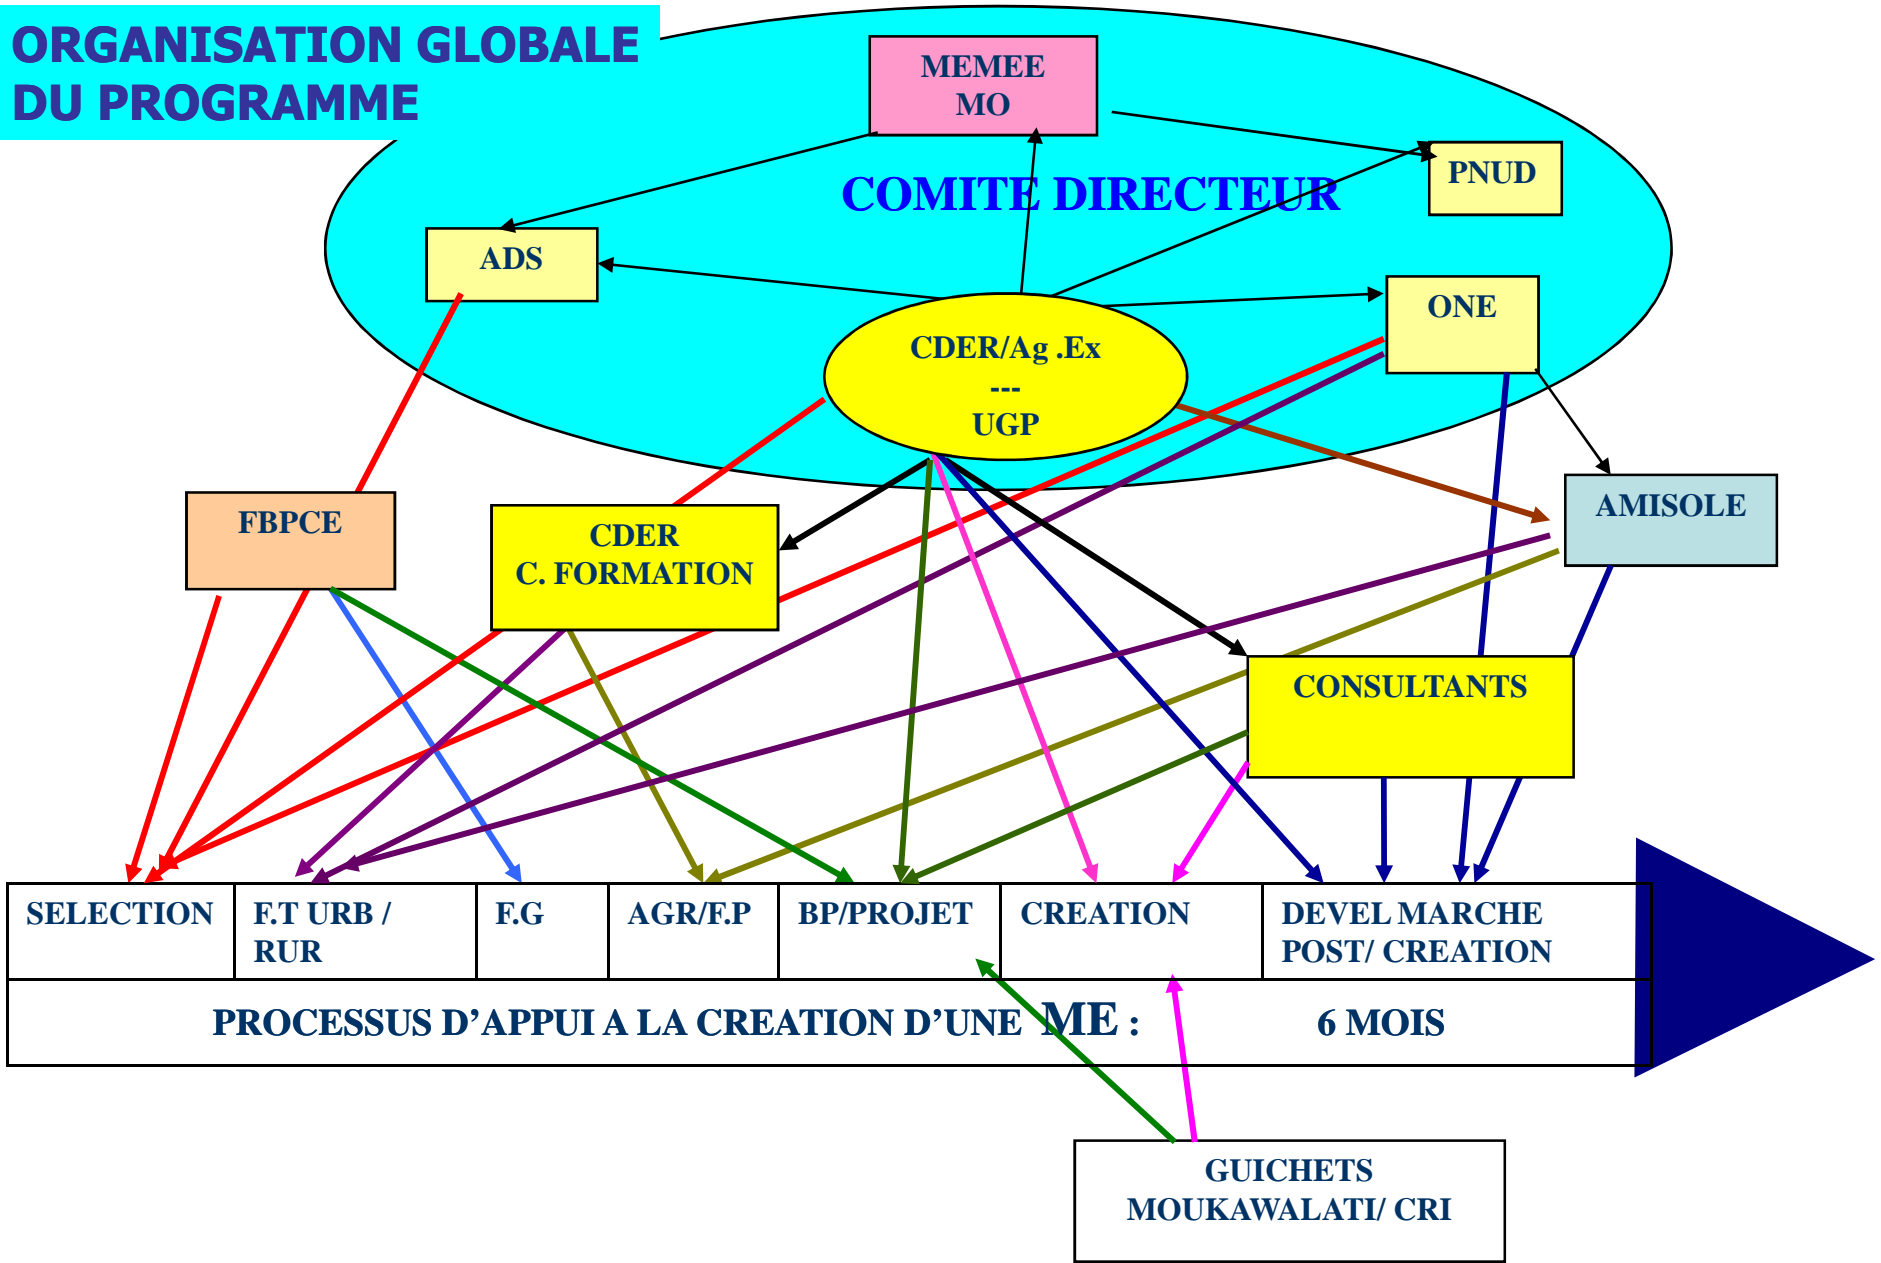 ORGANISATION GLOBALE
DU PROGRAMME
MEMEE
MO
PNUD
COMITE DIRECTEUR
ADS
ONE
CDER/Ag .Ex
---
UGP
FBPCE
CDER
C. FORMATION
AMISOLE
CONSULTANTS
SELECTION
F.T URB /
RUR
F.G
AGR/F.P
BP/PROJET
CREATION
DEVEL MARCHE
POST/ CREATION
PROCESSUS D’APPUI A LA CREATION D’UNE ME : 6 MOIS
GUICHETS
MOUKAWALATI/ CRI